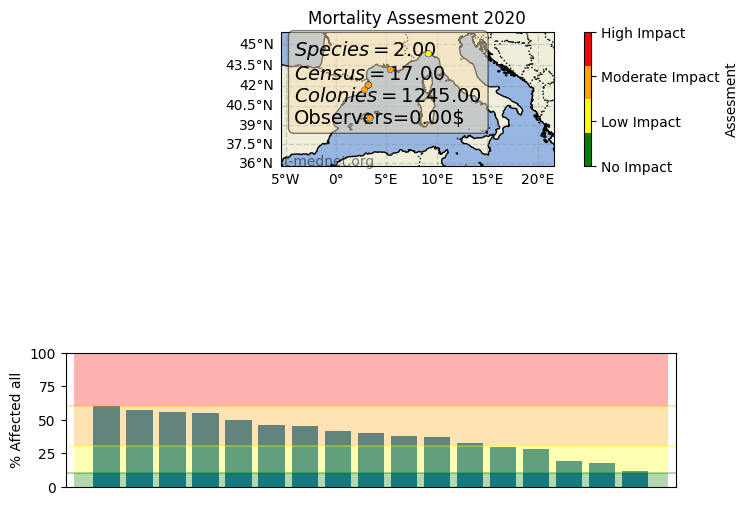 Mortality Assesment 2020
45°N
43.5°N
42°N
40.5°N
39°N
37.5°N
36°N
Species=2.00
Census=17.00
Colonies=1245.00
Observers=0.00$
t-mednet.org
5°W 0° 5°E 10°E 15°E 20°E
High Impact
Moderate Impact
Low Impact
No Impact
Assesment
% Affected all
100
75
50
25
0